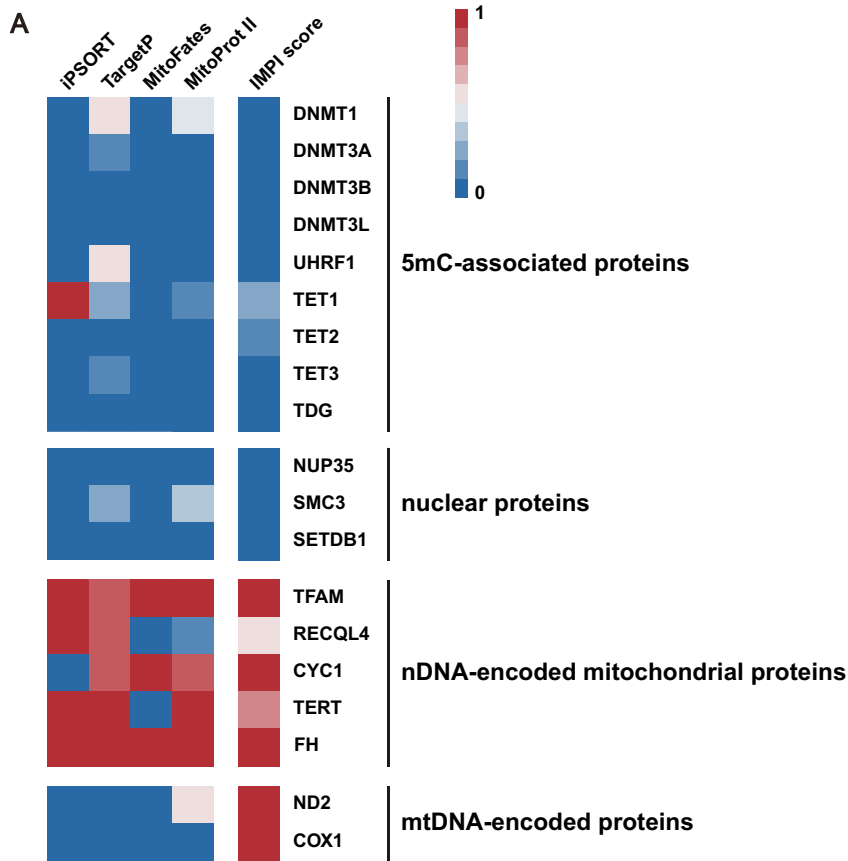 A
iPSORT
TargetP
MitoFates
MitoProt II
IMPI score
1
0
DNMT1
DNMT3A
DNMT3B
DNMT3L
UHRF1
TET1
TET2
TET3
TDG
5mC-associated proteins
NUP35
SMC3
SETDB1
nuclear proteins
TFAM
RECQL4
CYC1
TERT
FH
nDNA-encoded mitochondrial proteins
ND2
COX1
mtDNA-encoded proteins